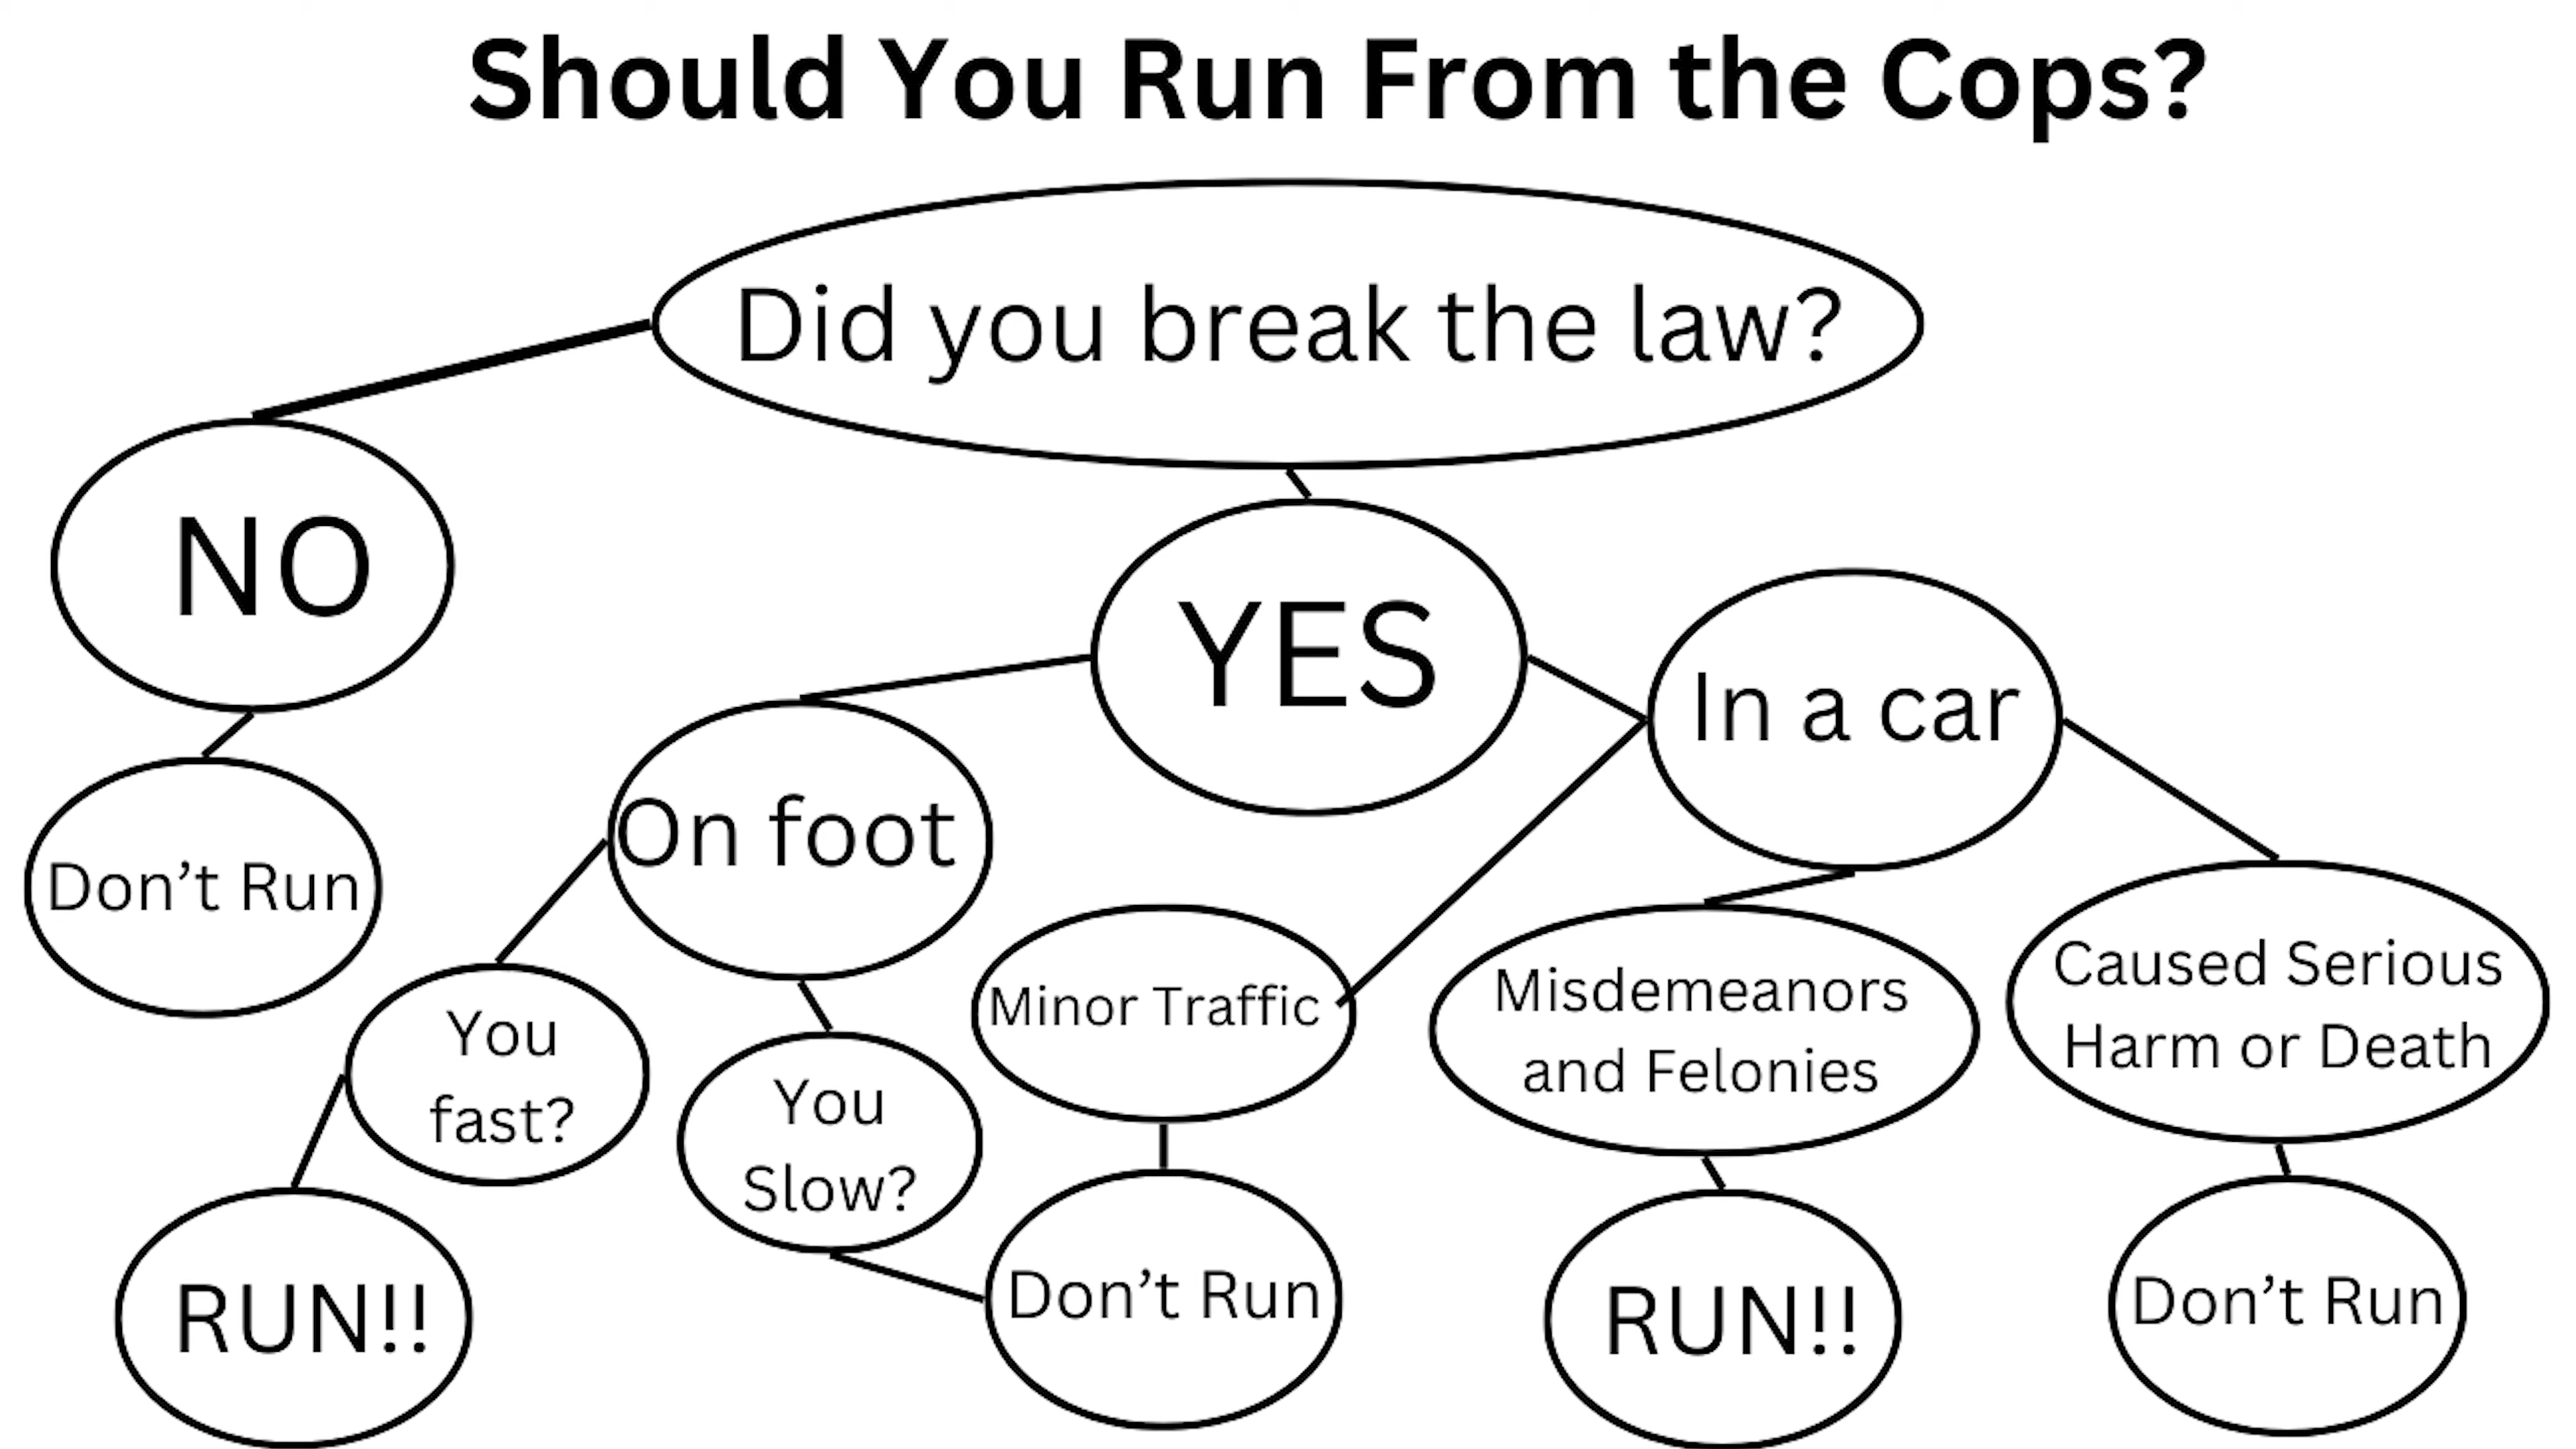 Should You Run From the Cops?
Did you break the law?
NO
YES
In a car
On foot
Don’t Run
You
fast?
You
Slow?
Minor Traffic
Misdemeanors
and Felonies
Caused Serious
Harm or Death
RUN!!
Don’t Run
RUN!!
Don’t Run